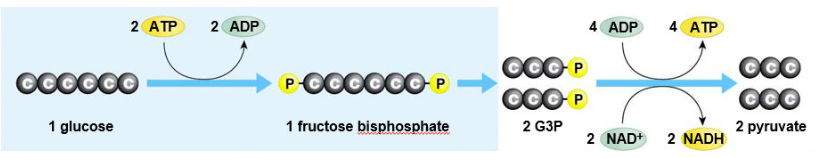 2 ATP 2 ADP
C C C C C C
1 glucose
P C C C C C C P
1 fructose bisphosphate
C C C P
C C C P
2 G3P
4 ADP 4 ATP
2 NAD+ 2 NADH
C C C
C C C
2 pyruvate